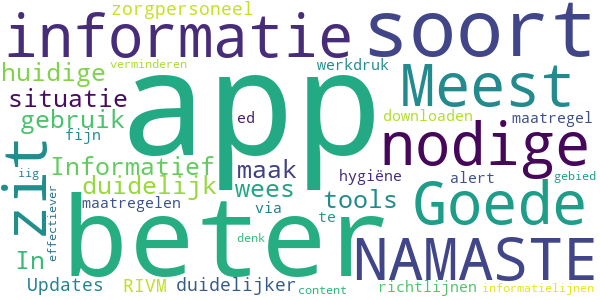 zorgpersoneel
informatie soort
verminderen werkdruk
huidige app Meest
situatie downloaden
gebruik ed maatregel
fijn nodige
zit Informatief maak
iig hygiëne alert gebied
duidelijk wees tools
beter Goede
maatregelen via te
effectiever
In denk NAMASTE
Updates RIVM duidelijker richtlijnen
content informatielijnen